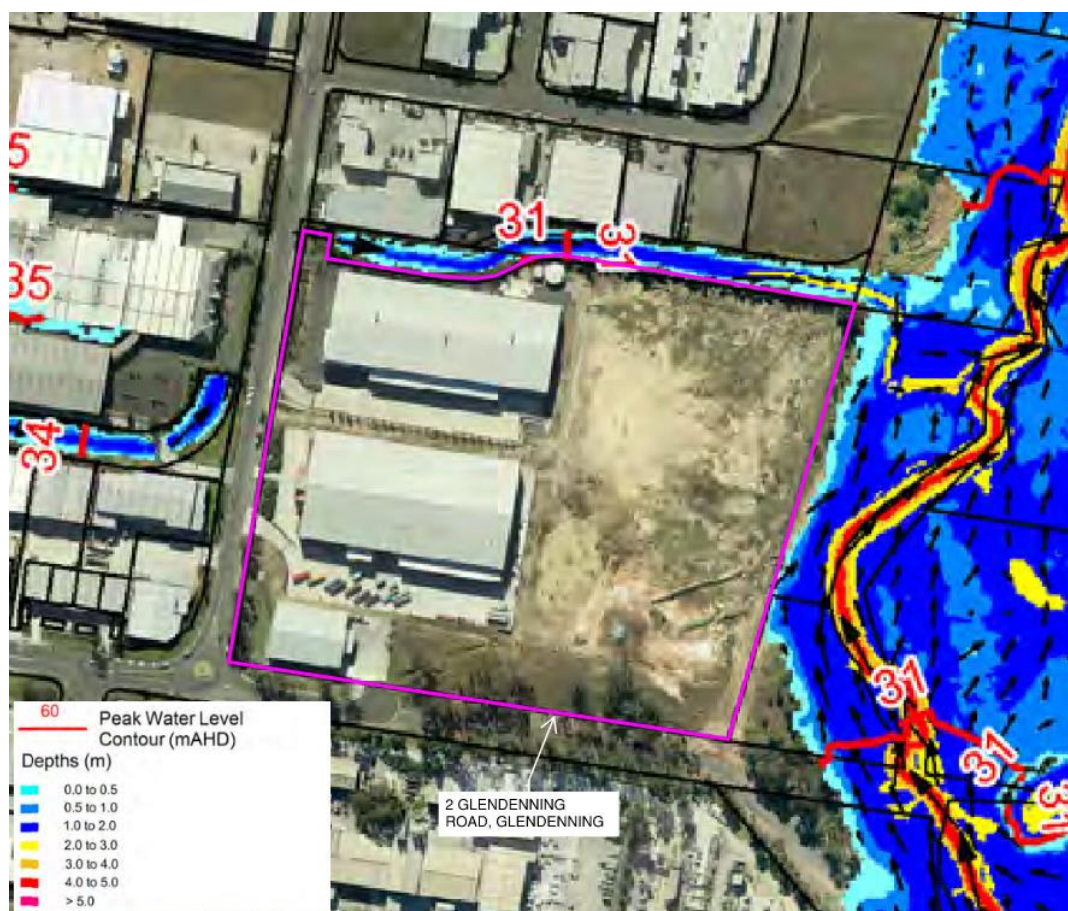 5
35
34
31
31
31
31
31
60 Peak Water Level
Contour (mAHD)
Depths (m)
0.0 to 0.5
0.5 to 1.0
1.0 to 2.0
2.0 to 3.0
3.0 to 4.0
4.0 to 5.0
> 5.0
2 GLENDENNING
ROAD, GLENDENNING